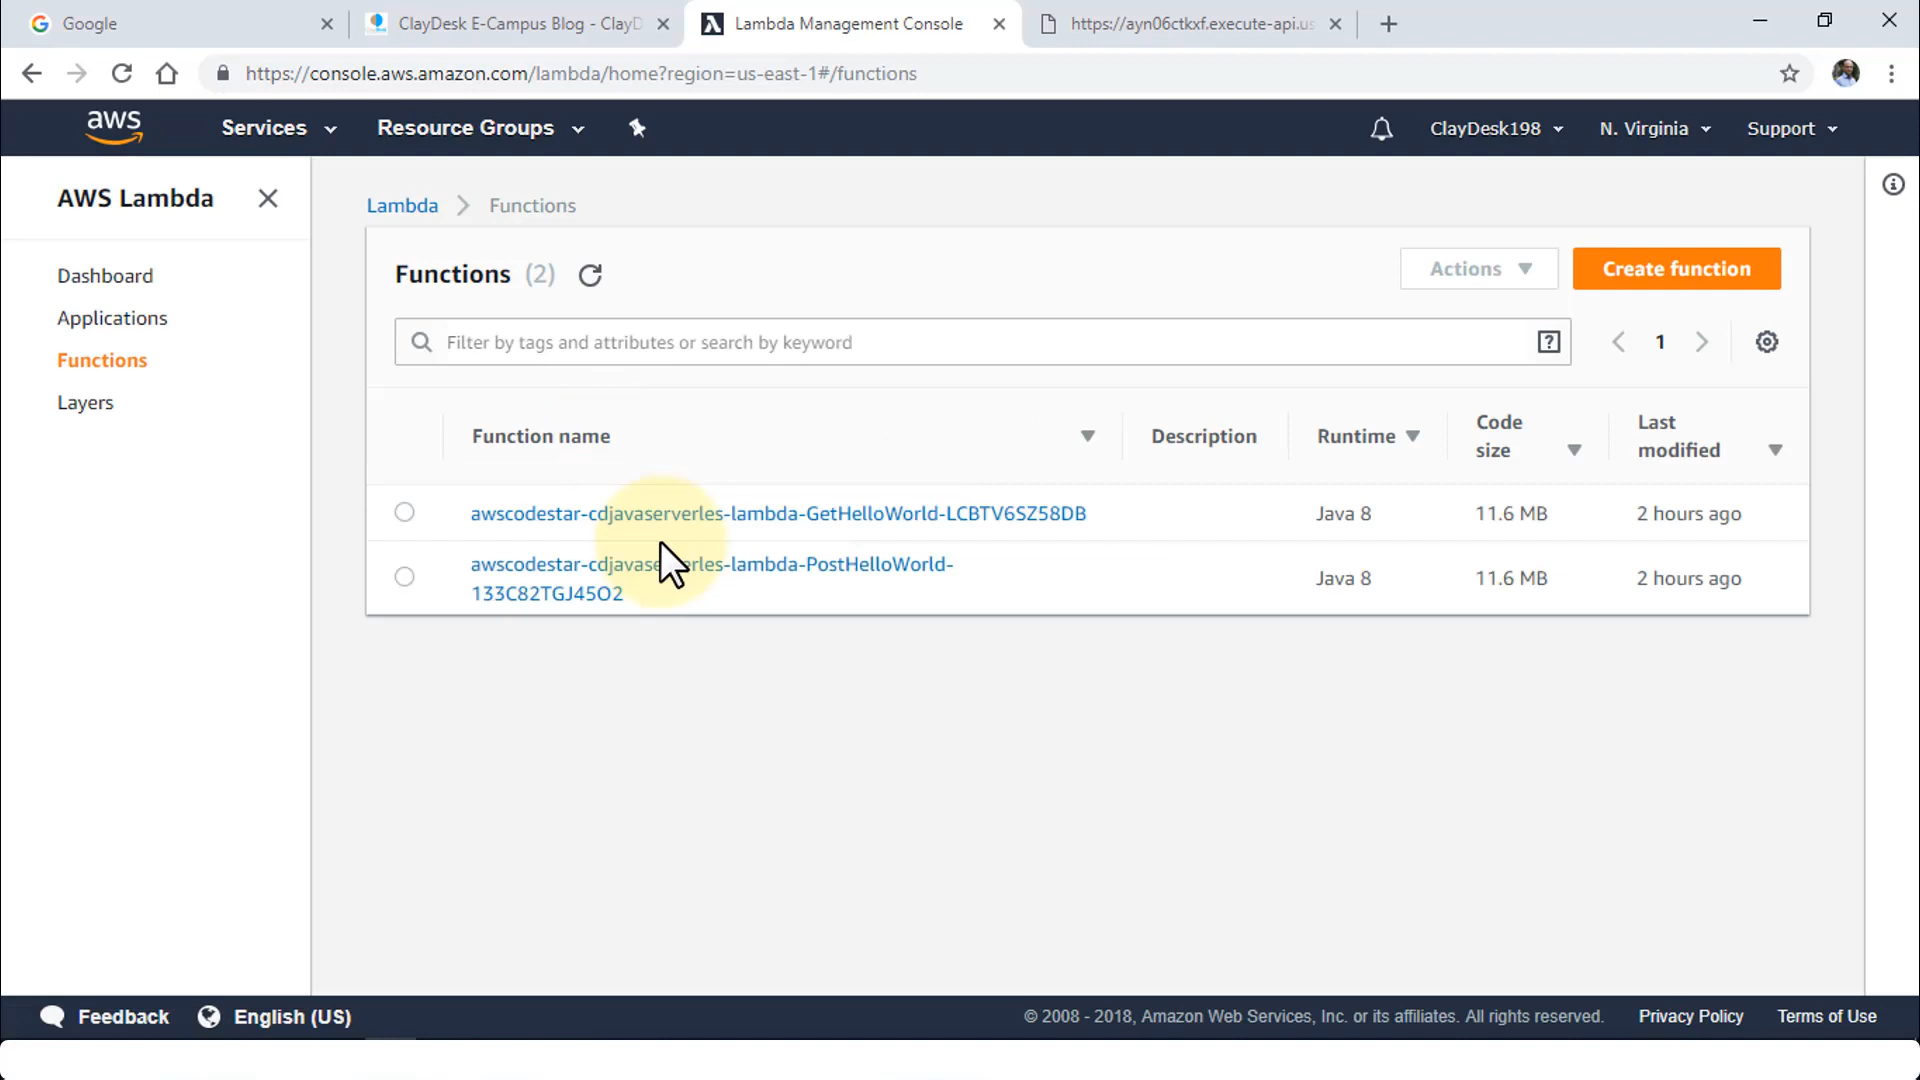 Google
ClayDesk E-Campus Blog - ClayD
Lambda Management Console
https://ayn06ctkxf.execute-api.us
https://console.aws.amazon.com/lambda/home?region=us-east-1#/functions
aws
Services
Resource Groups
ClayDesk198
N. Virginia
Support
AWS Lambda
Dashboard
Applications
Functions
Layers
Lambda
Functions
Functions (2)
Actions
Create function
Filter by tags and attributes or search by keyword
1
Function name
Description
Runtime
Code
size
Last
modified
awscodestar-cdjavaserverles-lambda-GetHelloWorld-LCBTV6SZ58DB
Java 8
11.6 MB
2 hours ago
awscodestar-cdjavaserverles-lambda-PostHelloWorld-
133C82TGJ45O2
Java 8
11.6 MB
2 hours ago
Feedback
English (US)
© 2008 - 2018, Amazon Web Services, Inc. or its affiliates. All rights reserved.
Privacy Policy
Terms of Use